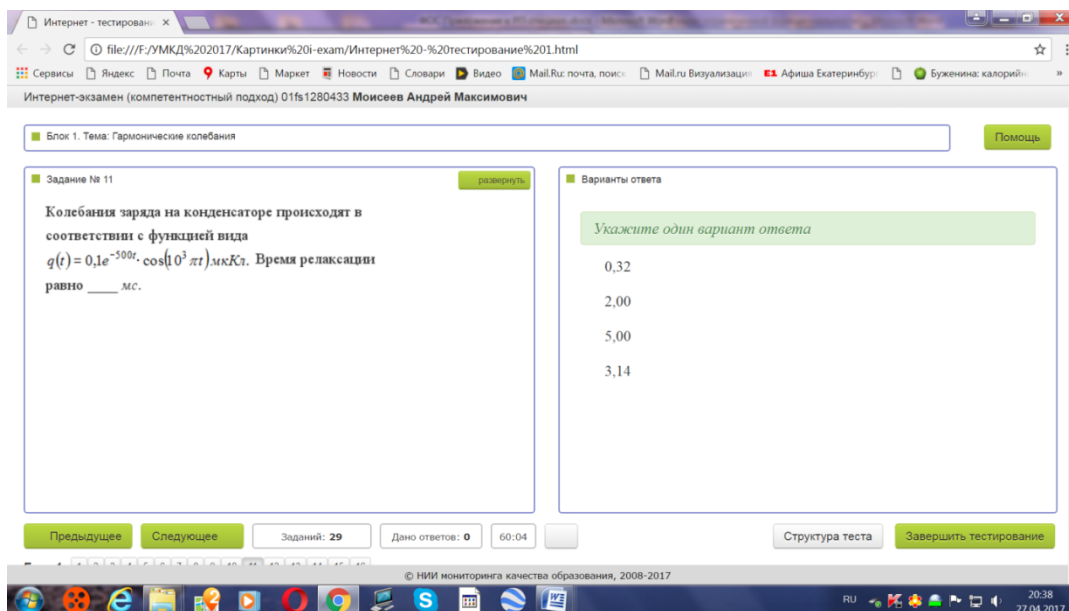 Интернет - тестировани
file:///F:/УМКД%202017/Картинки%20i-exam/Интернет%20-%20тестирование%201.html
Сервисы Яндекс Почта Карты Маркет Новости Словари Видео Mail.Ru: почта, поиск Mail.ru Визуализация E1 Афиша Екатеринбург Буженина: калорийн »
Интернет-экзамен (компетентностный подход) 01fs1280433 Моисеев Андрей Максимович
Блок 1. Тема: Гармонические колебания
Помощь
Задание № 11
развернуть
Колебания заряда на конденсаторе происходят в
соответствии с функцией вида
q(t) = 0,1e^{-500t} · cos(10^3 πt) мкКл. Время релаксации
равно ____ мс.
Варианты ответа
Укажите один вариант ответа
0,32
2,00
5,00
3,14
Предыдущее Следующее Заданий: 29 Дано ответов: 0 60:04 Структура теста Завершить тестирование
© НИИ мониторинга качества образования, 2008-2017
RU 20:38
27.04.2017